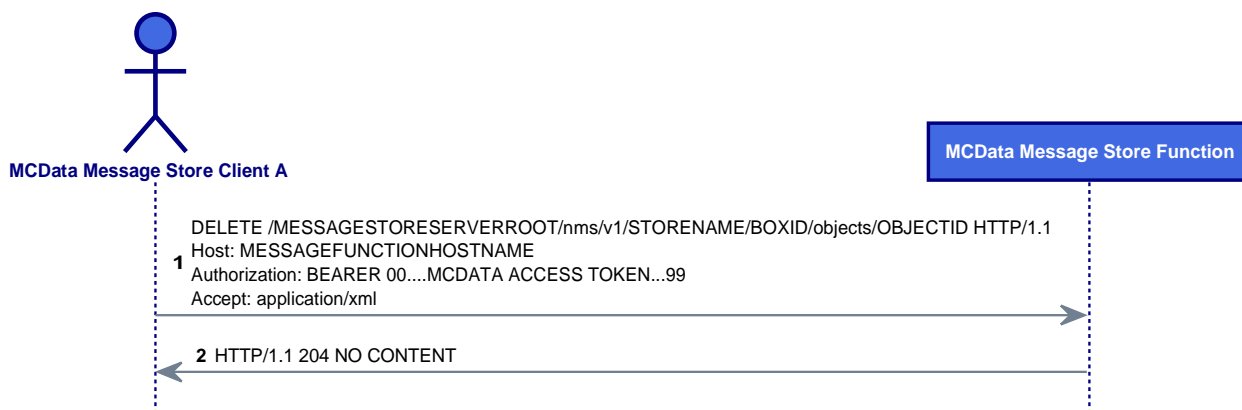 MCData Message Store Client A
MCData Message Store Function
DELETE /MESSAGESTORESERVERROOT/nms/v1/STORENAME/BOXID/objects/OBJECTID HTTP/1.1
Host: MESSAGEFUNCTIONHOSTNAME
1
Authorization: BEARER 00....MCDATA ACCESS TOKEN...99
Accept: application/xml
2 HTTP/1.1 204 NO CONTENT